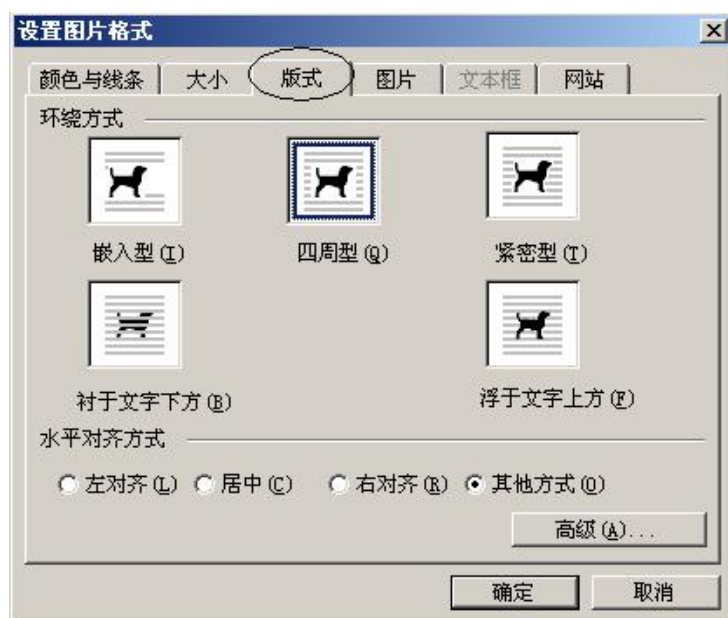 设置图片格式
颜色与线条 大小 版式 图片 文本框 网站
环绕方式
嵌入型(I) 四周型(Q) 紧密型(T)
衬于文字下方(B) 浮于文字上方(F)
水平对齐方式
左对齐(L) 居中(C) 右对齐(R) 其他方式(O)
高级(A)...
确定 取消